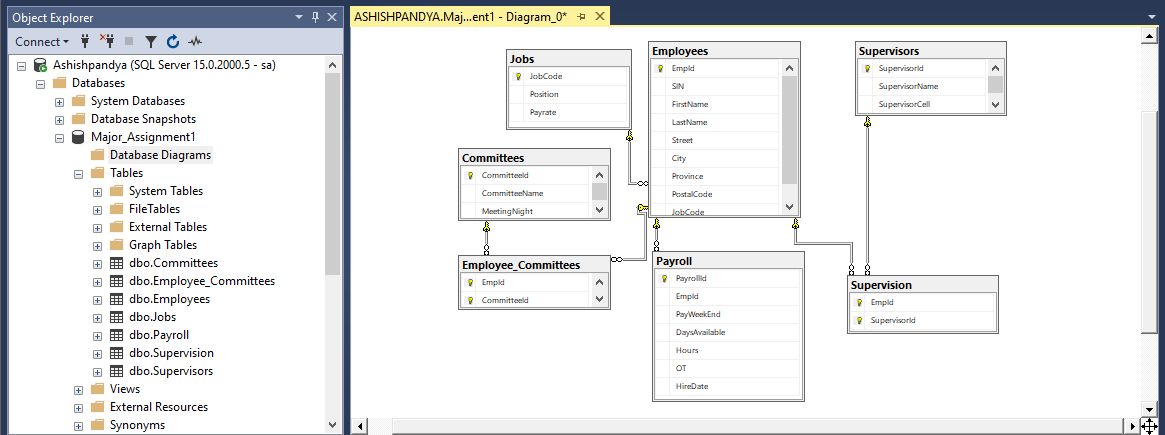 Object Explorer
Connect
Ashishpandya (SQL Server 15.0.2000.5 - sa)
Databases
System Databases
Database Snapshots
Major_Assignment1
Database Diagrams
Tables
System Tables
FileTables
External Tables
Graph Tables
dbo.Committees
dbo.Employee_Committees
dbo.Employees
dbo.Jobs
dbo.Payroll
dbo.Supervision
dbo.Supervisors
Views
External Resources
Synonyms
ASHISHPANDYA.Maj...ent1 - Diagram_0*
Jobs
JobCode
Position
Payrate
Employees
EmpId
SIN
FirstName
LastName
Street
City
Province
PostalCode
JobCode
Supervisors
SupervisorId
SupervisorName
SupervisorCell
Committees
CommitteeId
CommitteeName
MeetingNight
Employee_Committees
EmpId
CommitteeId
Payroll
PayrollId
EmpId
PayWeekEnd
DaysAvailable
Hours
OT
HireDate
Supervision
EmpId
SupervisorId